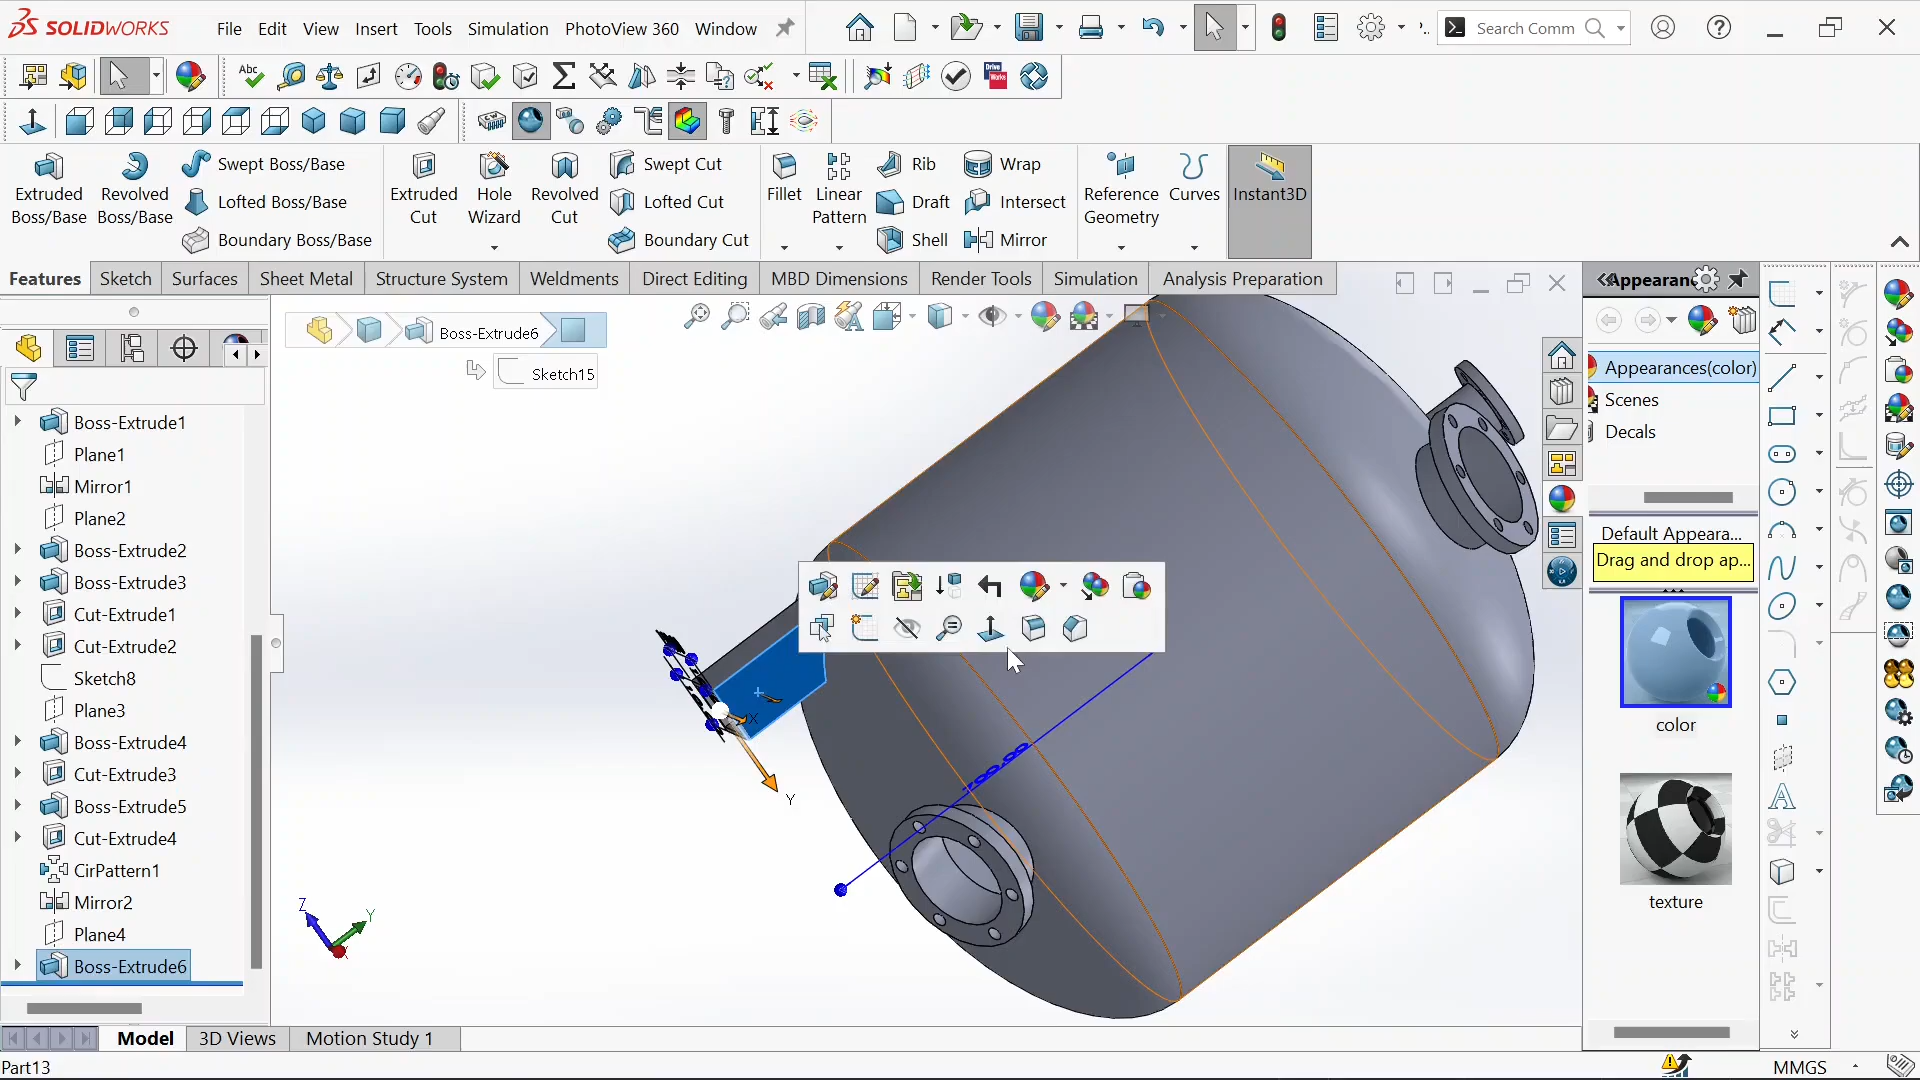 SOLIDWORKS File Edit View Insert Tools Simulation PhotoView 360 Window Search Comm
Abc
Extruded Boss/Base
Revolved Boss/Base
Swept Boss/Base
Lofted Boss/Base
Boundary Boss/Base
Extruded Cut
Hole Wizard
Revolved Cut
Swept Cut
Lofted Cut
Boundary Cut
Fillet
Linear Pattern
Rib
Draft
Shell
Wrap
Intersect
Mirror
Reference Geometry
Curves
Instant3D
Features Sketch Surfaces Sheet Metal Structure System Weldments Direct Editing MBD Dimensions Render Tools Simulation Analysis Preparation
Boss-Extrude6
Sketch15
Boss-Extrude1
Plane1
Mirror1
Plane2
Boss-Extrude2
Boss-Extrude3
Cut-Extrude1
Cut-Extrude2
Sketch8
Plane3
Boss-Extrude4
Cut-Extrude3
Boss-Extrude5
Cut-Extrude4
CirPattern1
Mirror2
Plane4
Boss-Extrude6
X
Y
Z
Y
X
Appearan
Appearances(color)
Scenes
Decals
Default Appeara...
Drag and drop ap...
color
texture
Model 3D Views Motion Study 1
Part13
MMGS